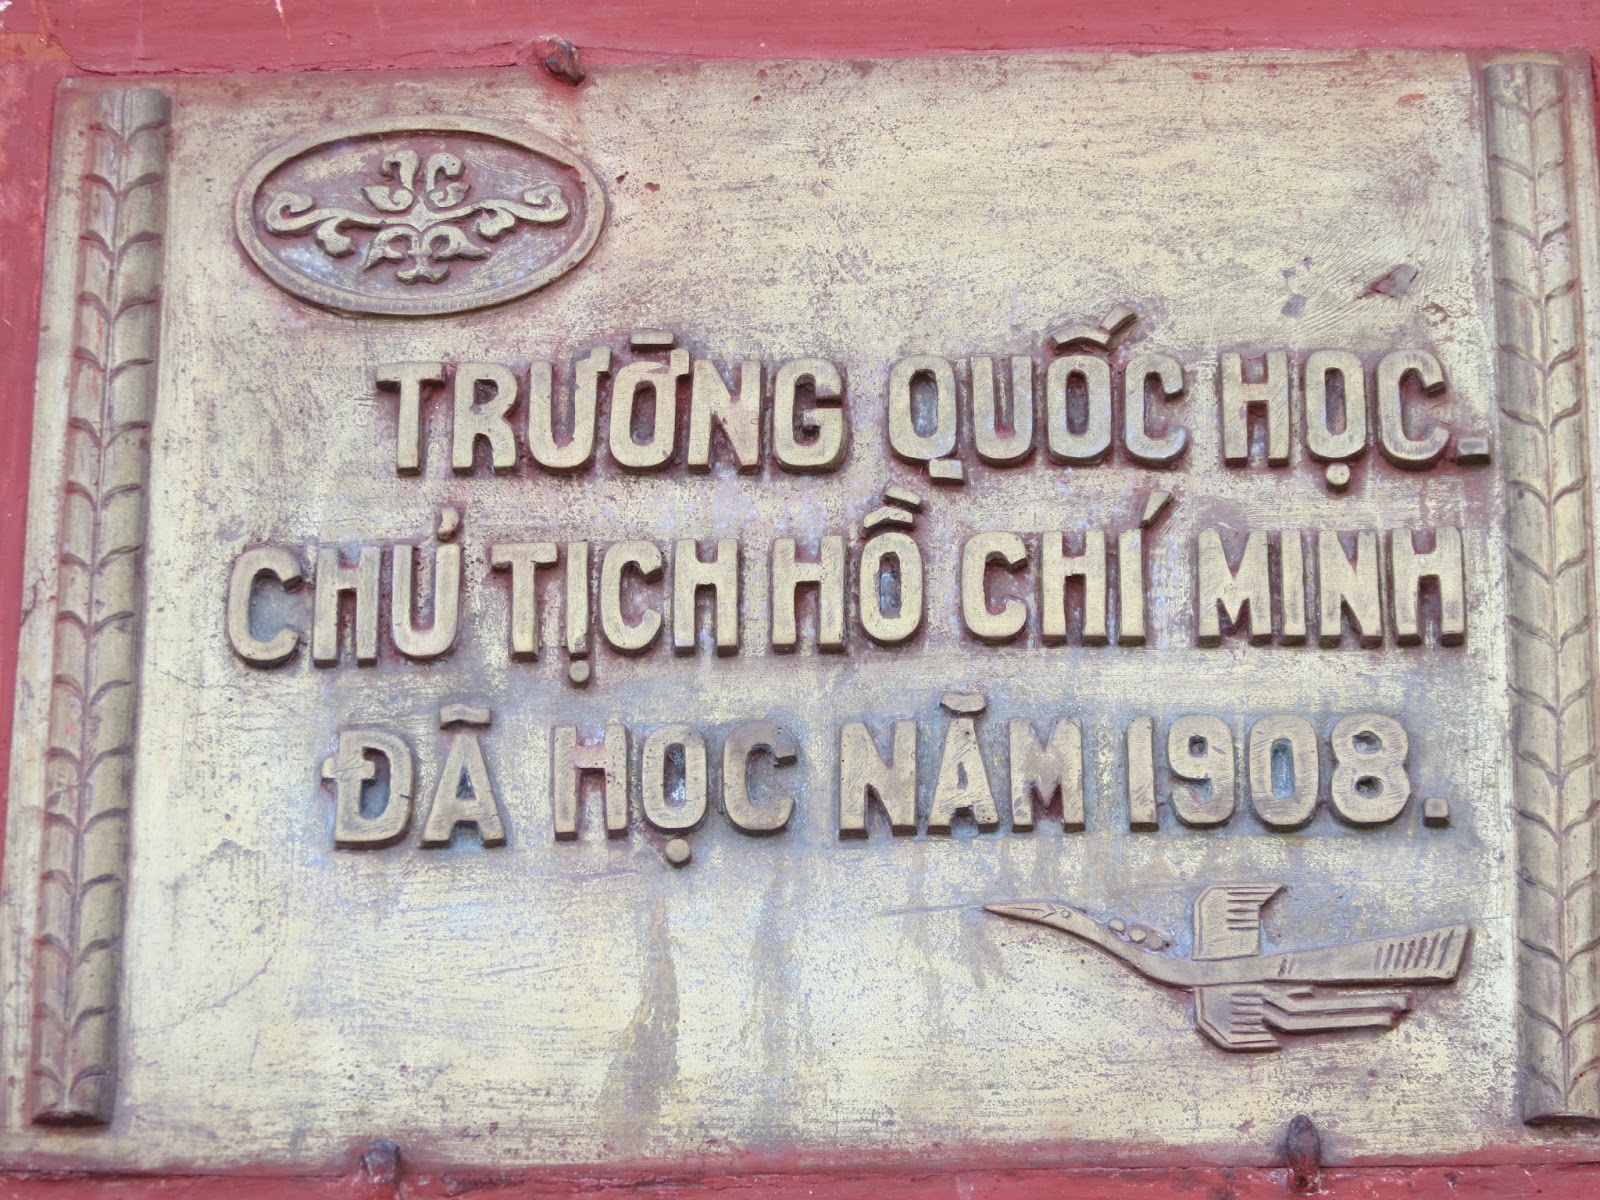 TRƯỜNG QUỐC HỌC.
CHỦ TỊCH HỒ CHÍ MINH
ĐÃ HỌC NĂM 1908.